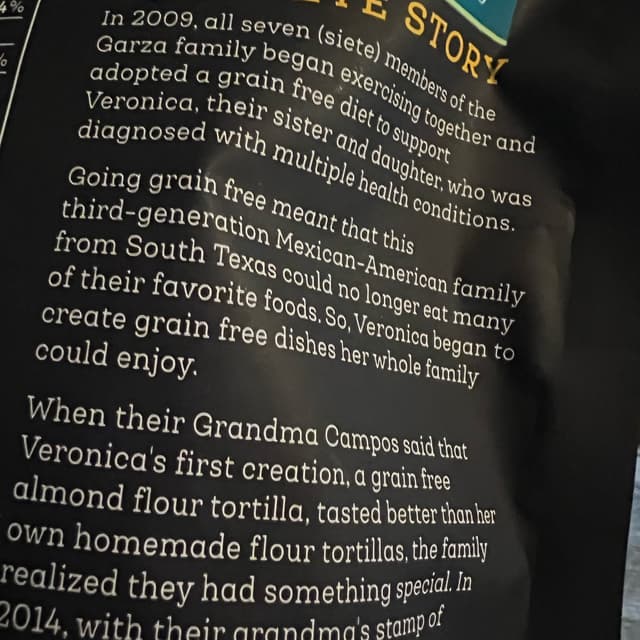 4%
STORY
In 2009, all seven (siete) members of the
Garza family began exercising together and
adopted a grain free diet to support
Veronica, their sister and daughter, who was
diagnosed with multiple health conditions.
Going grain free meant that this
third-generation Mexican-American family
from South Texas could no longer eat many
of their favorite foods. So, Veronica began to
create grain free dishes her whole family
could enjoy.
When their Grandma Campos said that
Veronica's first creation, a grain free
almond flour tortilla, tasted better than her
own homemade flour tortillas, the family
realized they had something special. In
2014, with their grandma's stamp of